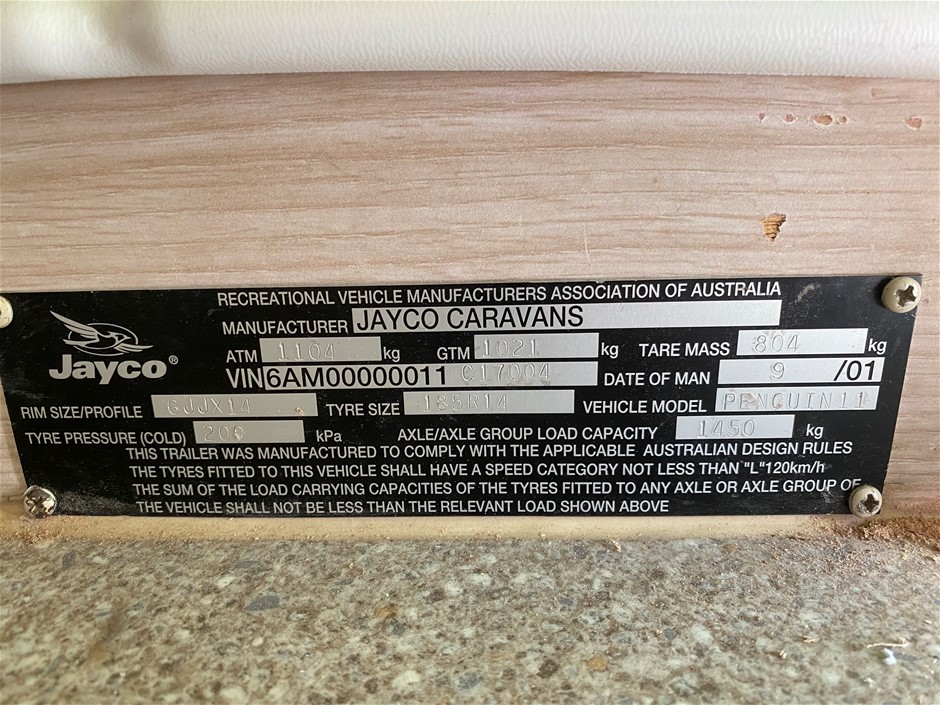 RECREATIONAL VEHICLE MANUFACTURERS ASSOCIATION OF AUSTRALIA
Jayco®
MANUFACTURER JAYCO CARAVANS
ATM 1104 kg GTM 1021 kg TARE MASS 804 kg
VIN 6AM00000011 C17004 DATE OF MAN 9 /01
RIM SIZE/PROFILE 6JJX14 TYRE SIZE 185R14 VEHICLE MODEL PENGUIN11
TYRE PRESSURE (COLD) 200 kPa AXLE/AXLE GROUP LOAD CAPACITY 1450 kg
THIS TRAILER WAS MANUFACTURED TO COMPLY WITH THE APPLICABLE AUSTRALIAN DESIGN RULES
THE TYRES FITTED TO THIS VEHICLE SHALL HAVE A SPEED CATEGORY NOT LESS THAN "L"120km/h
THE SUM OF THE LOAD CARRYING CAPACITIES OF THE TYRES FITTED TO ANY AXLE OR AXLE GROUP OF
THE VEHICLE SHALL NOT BE LESS THAN THE RELEVANT LOAD SHOWN ABOVE